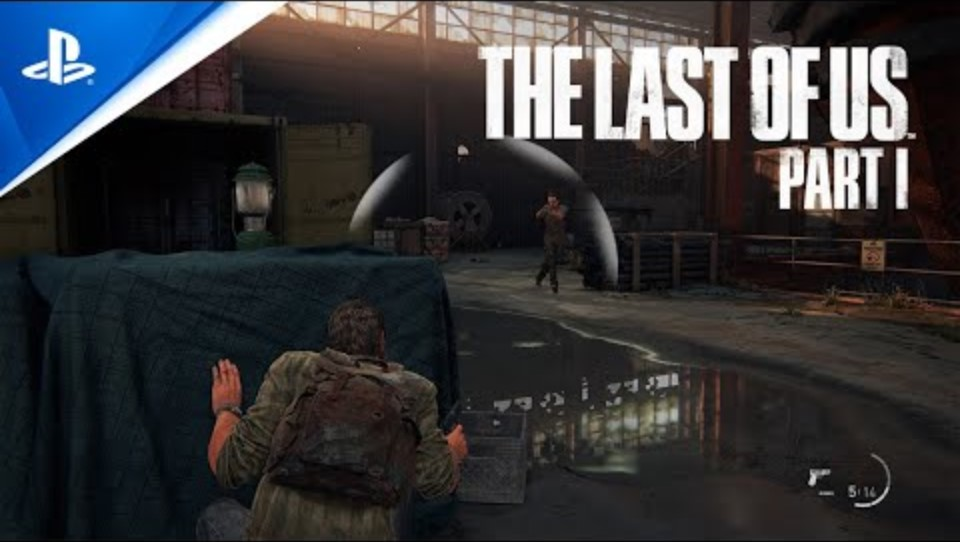 THE LAST OF US
PART I
5/14